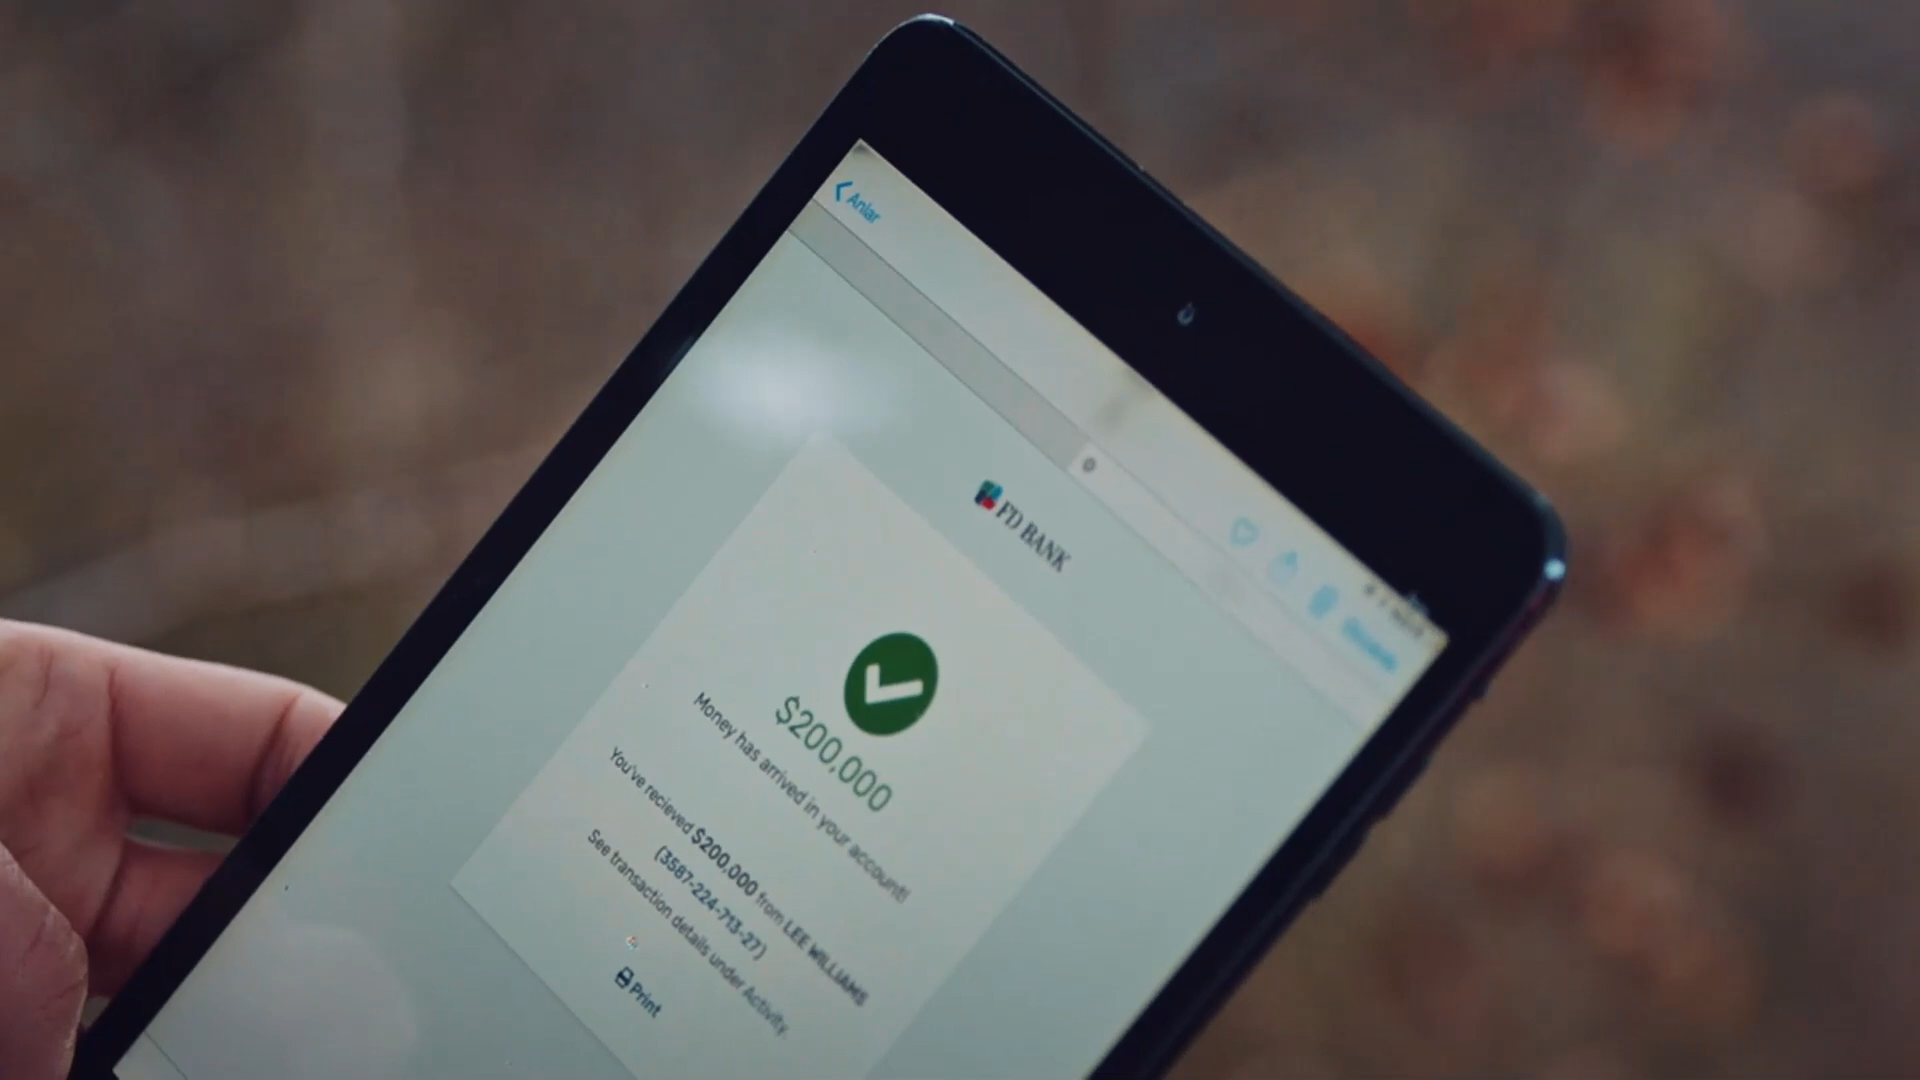 Anlar
FD BANK
$200,000
Money has arrived in your account!
You've recieved $200,000 from LEE WILLIAMS
(3587-224-713-27)
See transaction details under Activity.
Print